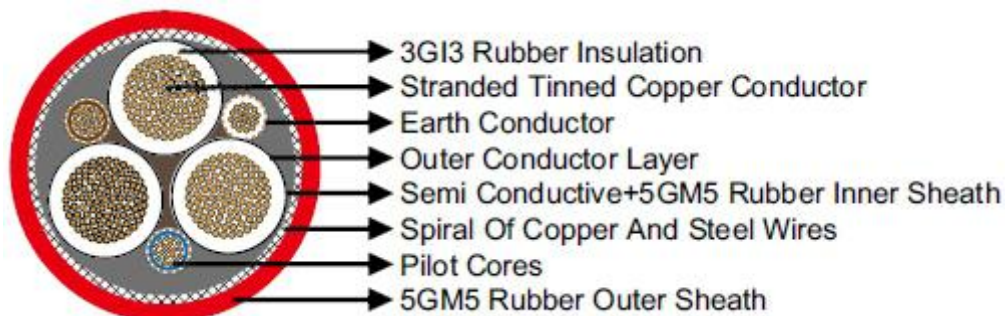 3GI3 Rubber Insulation
Stranded Tinned Copper Conductor
Earth Conductor
Outer Conductor Layer
Semi Conductive+5GM5 Rubber Inner Sheath
Spiral Of Copper And Steel Wires
Pilot Cores
5GM5 Rubber Outer Sheath